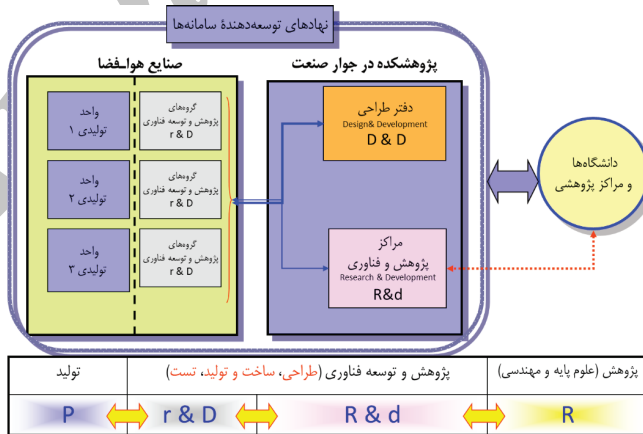 نهادهای توسعه‌دهندهٔ سامانه‌ها
پژوهشکده در جوار صنعت
صنایع هوا-فضا
دفتر طراحی
Design& Development
D & D
مراکز
پژوهش و فناوری
Research & Development
R&d
گروه‌های
پژوهش و توسعه فناوری
r & D
واحد
تولیدی ۱
گروه‌های
پژوهش و توسعه فناوری
r & D
واحد
تولیدی ۲
گروه‌های
پژوهش و توسعه فناوری
r & D
واحد
تولیدی ۳
دانشگاه‌ها
و مراکز پژوهشی
پژوهش (علوم پایه و مهندسی)
پژوهش و توسعه فناوری (طراحی، ساخت و تولید، تست)
تولید
P
r & D
R & d
R